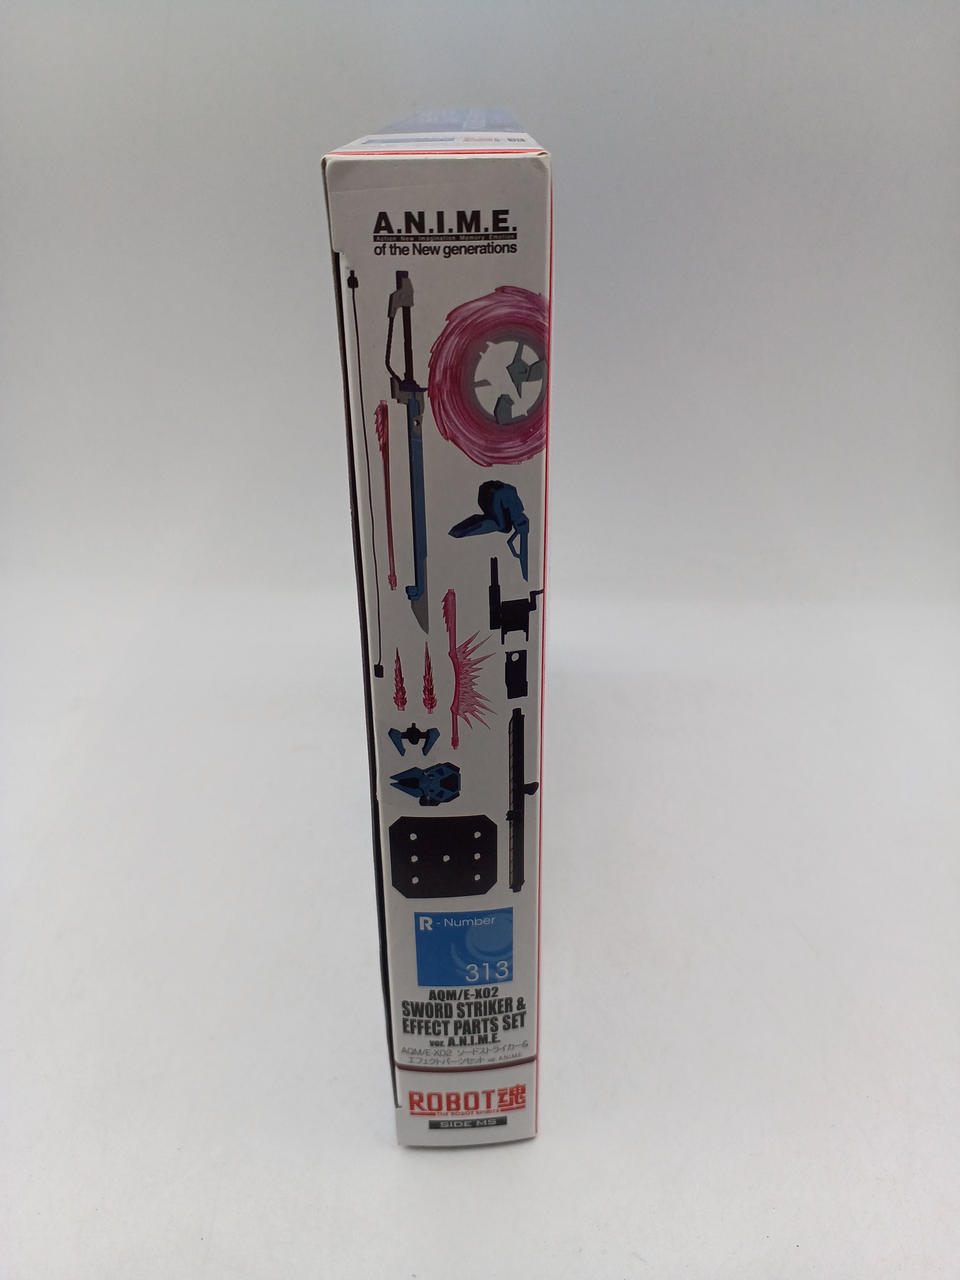 A.N.I.M.E.
Action New Imagination Memory Emotion
of the New generations
R - Number
313
AQM/E-X02
SWORD STRIKER &
EFFECT PARTS SET
ver. A.N.I.M.E.
AQM/E-X02 ソードストライカー&
エフェクトパーツセット ver. A.N.I.M.E.
ROBOT魂
THE ROBOT SPIRITS
SIDE MS